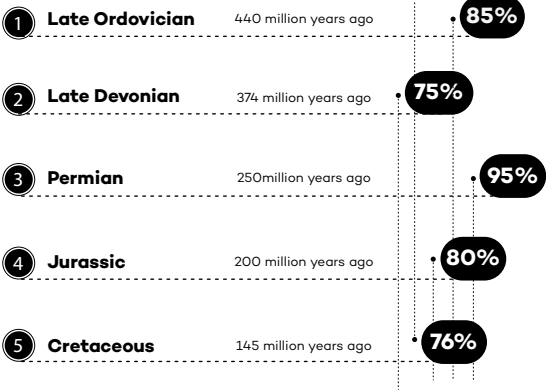 1 Late Ordovician 440 million years ago 85%
2 Late Devonian 374 million years ago 75%
3 Permian 250million years ago 95%
4 Jurassic 200 million years ago 80%
5 Cretaceous 145 million years ago 76%